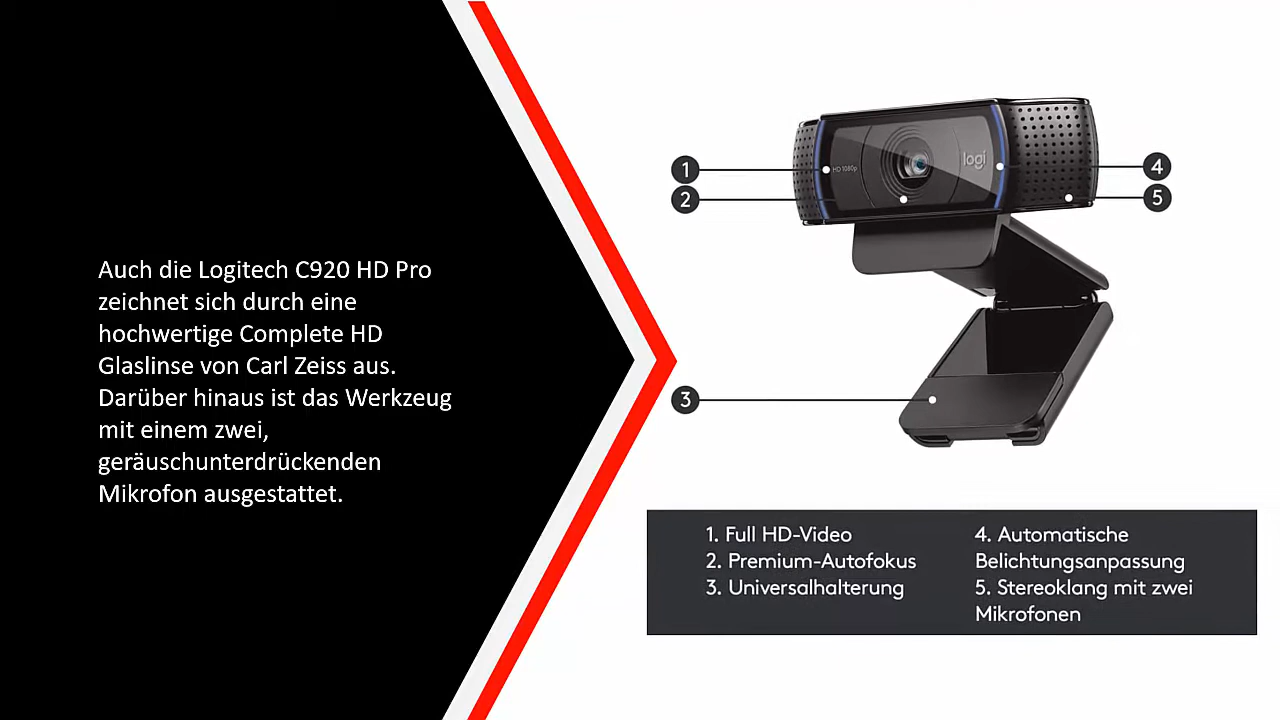 Auch die Logitech C920 HD Pro
zeichnet sich durch eine
hochwertige Complete HD
Glaslinse von Carl Zeiss aus.
Darüber hinaus ist das Werkzeug
mit einem zwei,
geräuschunterdrückenden
Mikrofon ausgestattet.
HD 1080p
logi
1
2
4
5
3
1. Full HD-Video
2. Premium-Autofokus
3. Universalhalterung
4. Automatische
Belichtungsanpassung
5. Stereoklang mit zwei
Mikrofonen